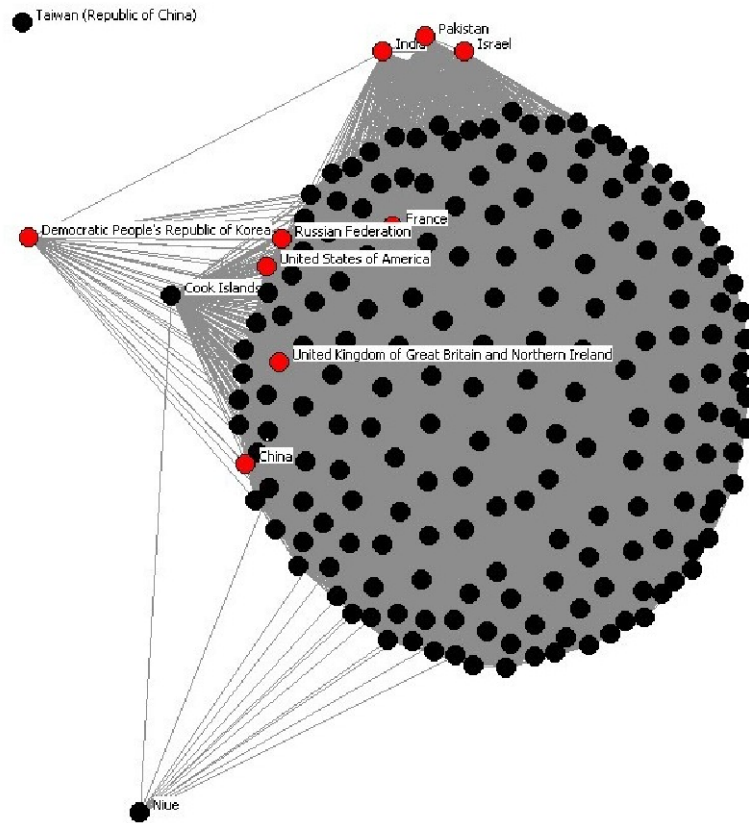 Taiwan (Republic of China)
Pakistan
India
Israel
France
Democratic People's Republic of Korea
Russian Federation
United States of America
Cook Islands
United Kingdom of Great Britain and Northern Ireland
China
Niue